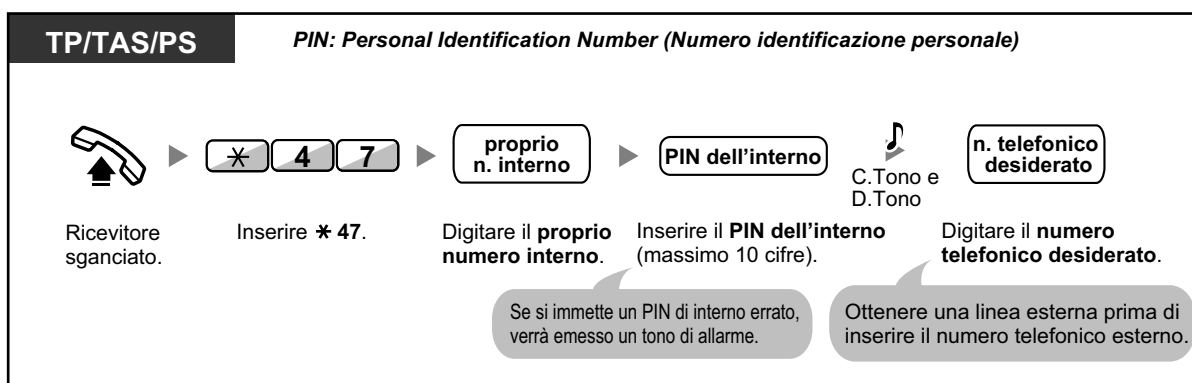 TP/TAS/PS
PIN: Personal Identification Number (Numero identificazione personale)
* 4 7
proprio
n. interno
PIN dell'interno
C.Tono e
D.Tono
n. telefonico
desiderato
Ricevitore
sganciato.
Inserire * 47.
Digitare il proprio
numero interno.
Inserire il PIN dell'interno
(massimo 10 cifre).
Digitare il numero
telefonico desiderato.
Se si immette un PIN di interno errato,
verrà emesso un tono di allarme.
Ottenere una linea esterna prima di
inserire il numero telefonico esterno.